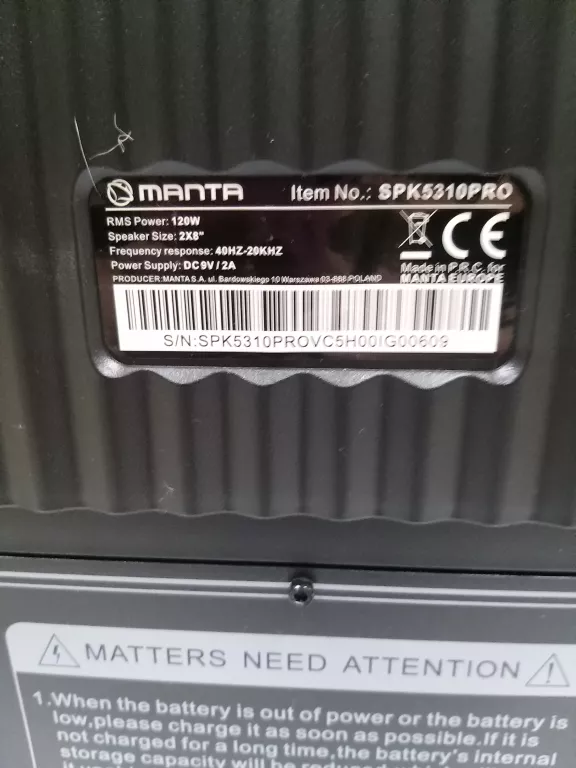 MANTA Item No.: SPK5310PRO
RMS Power: 120W
Speaker Size: 2X8"
Frequency response: 40HZ-20KHZ
Power Supply: DC 9V / 2A
PRODUCER: MANTA S.A. ul. Bardowskiego 10 Warszawa 03-888 POLAND
Made in P.R.C. for
MANTA EUROPE
S/N:SPK5310PROVC5H00IG00609
MATTERS NEED ATTENTION
1.When the battery is out of power or the battery is
low,please charge it as soon as possible.If it is
not charged for a long time,the battery's internal
storage capacity will be reduced